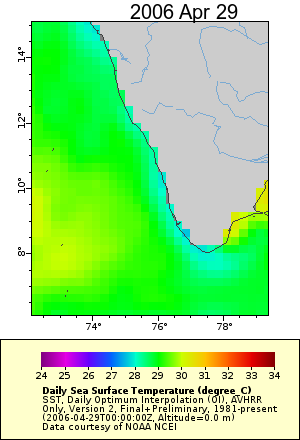 2006 Apr 29
14°
12°
10°
8°
74° 76° 78°
24 25 26 27 28 29 30 31 32 33 34
Daily Sea Surface Temperature (degree_C)
SST, Daily Optimum Interpolation (OI), AVHRR
Only, Version 2, Final+Preliminary, 1981-present
(2006-04-29T00:00:00Z, Altitude=0.0 m)
Data courtesy of NOAA NCEI